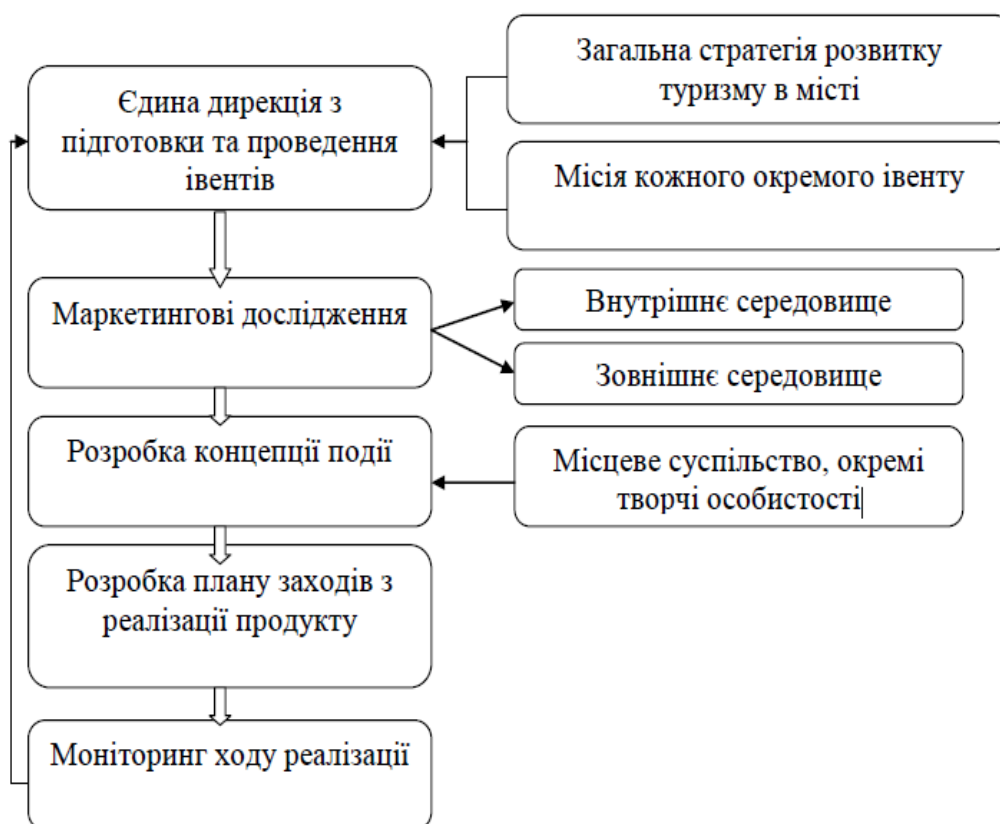 Єдина дирекція з
підготовки та проведення
івентів
Загальна стратегія розвитку
туризму в місті
Місія кожного окремого івенту
Маркетингові дослідження
Внутрішнє середовище
Зовнішнє середовище
Розробка концепції події
Місцеве суспільство, окремі
творчі особистості
Розробка плану заходів з
реалізації продукту
Моніторинг ходу реалізації